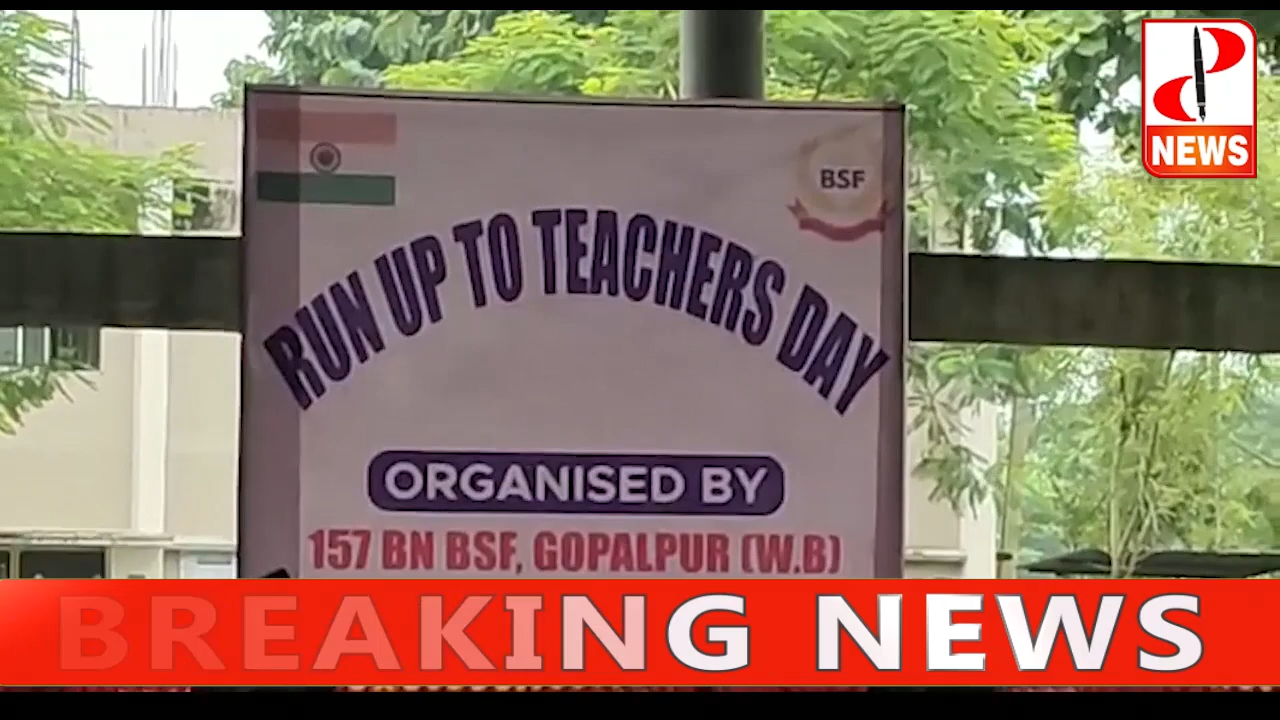 NEWS
BSF
RUN UP TO TEACHERS DAY
ORGANISED BY
157 BN BSF, GOPALPUR (W.B)
BREAKING NEWS